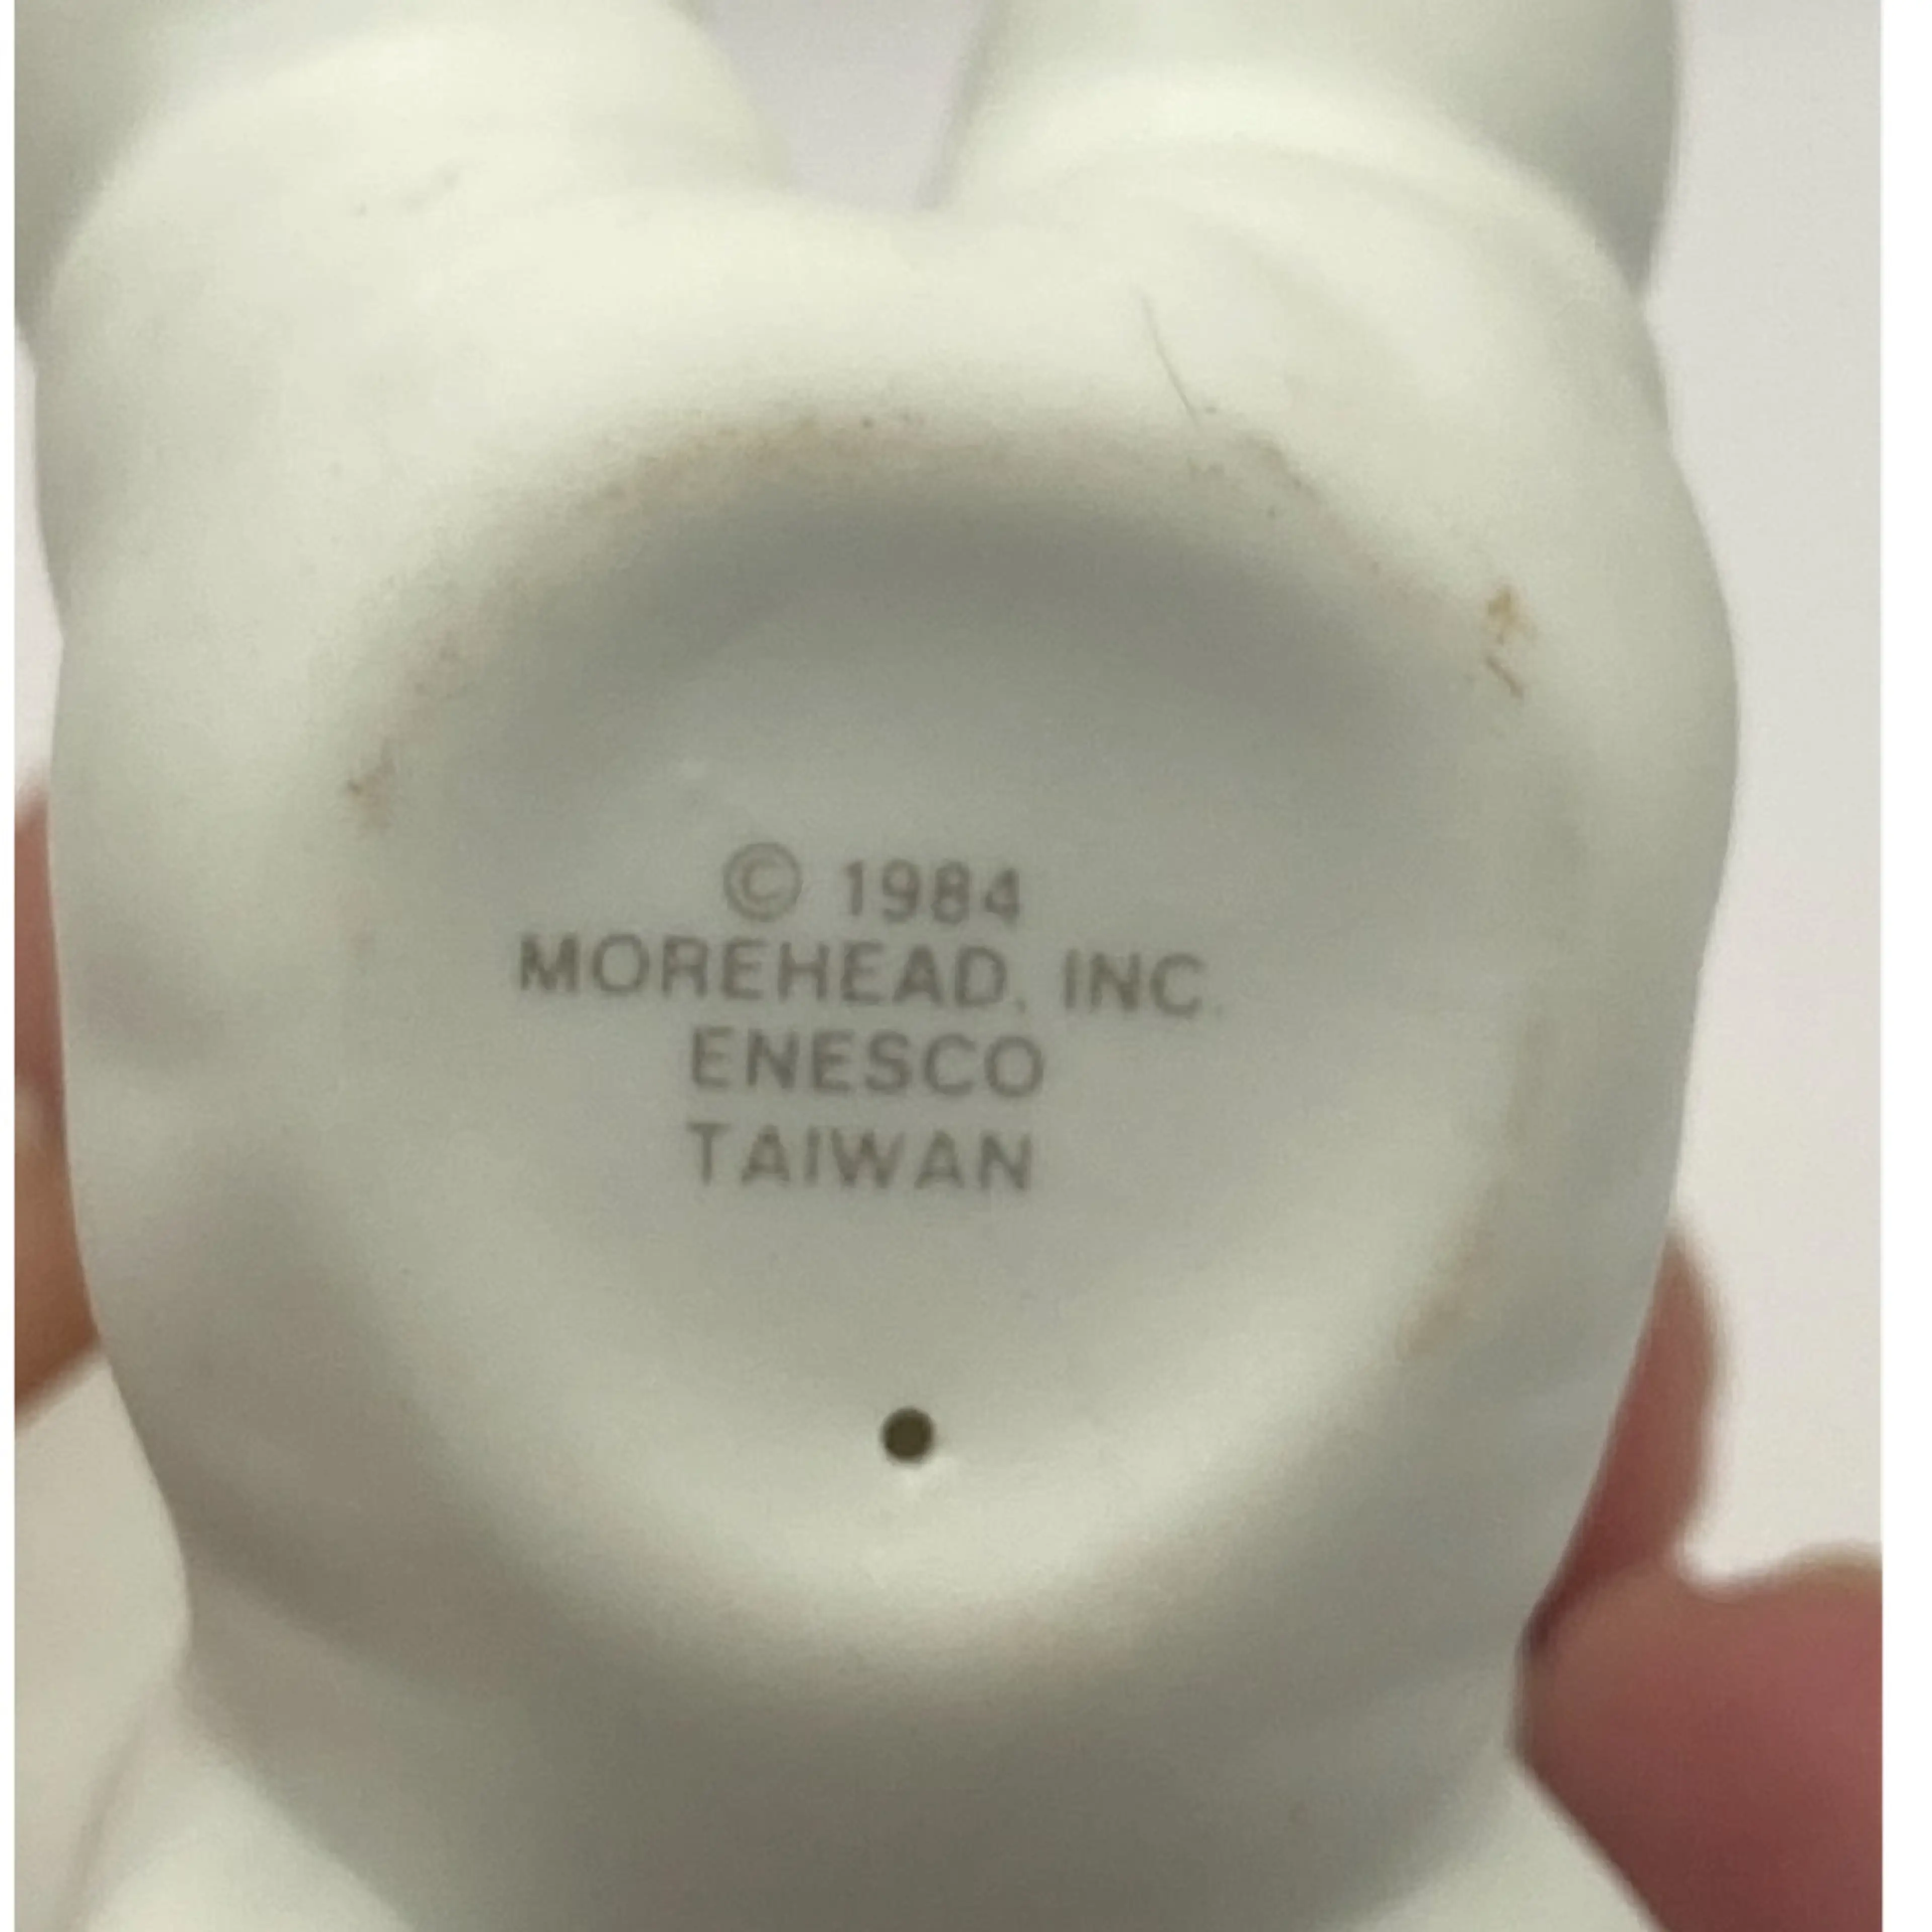 © 1984
MOREHEAD, INC.
ENESCO
TAIWAN